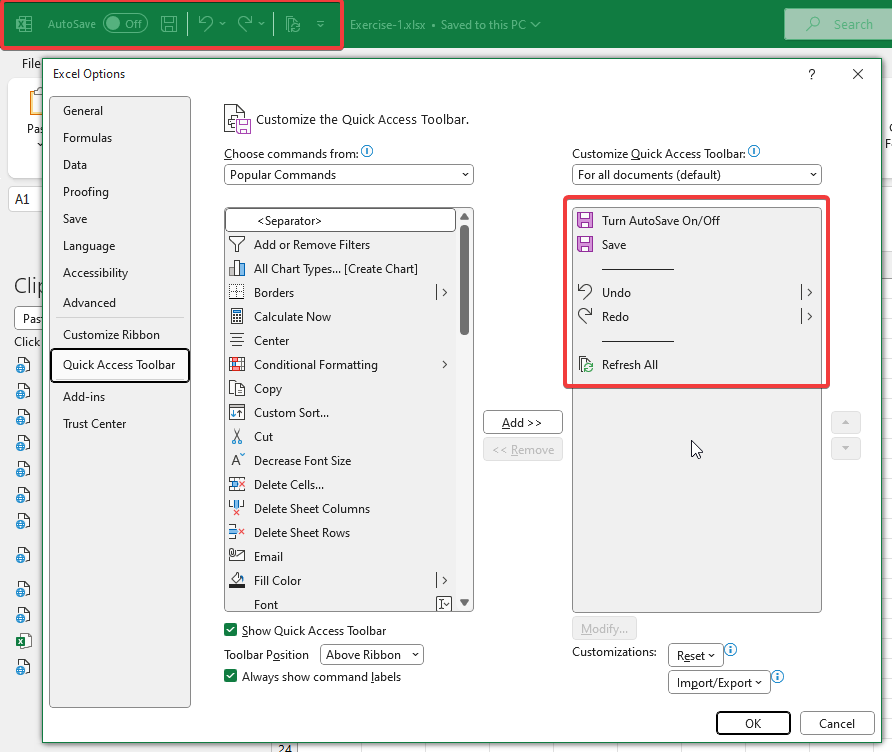 AutoSave Off Exercise-1.xlsx • Saved to this PC Search
File
Excel Options
General
Formulas
Data
Proofing
Save
Language
Accessibility
Advanced
Customize Ribbon
Quick Access Toolbar
Add-ins
Trust Center
Customize the Quick Access Toolbar.
Choose commands from:
Popular Commands
<Separator>
Add or Remove Filters
All Chart Types... [Create Chart]
Borders
Calculate Now
Center
Conditional Formatting
Copy
Custom Sort...
Cut
Decrease Font Size
Delete Cells...
Delete Sheet Columns
Delete Sheet Rows
Email
Fill Color
Font
Show Quick Access Toolbar
Toolbar Position Above Ribbon
Always show command labels
Add >>
<< Remove
Customize Quick Access Toolbar:
For all documents (default)
Turn AutoSave On/Off
Save
Undo
Redo
Refresh All
Modify...
Customizations: Reset
Import/Export
OK Cancel
A1
Click
24